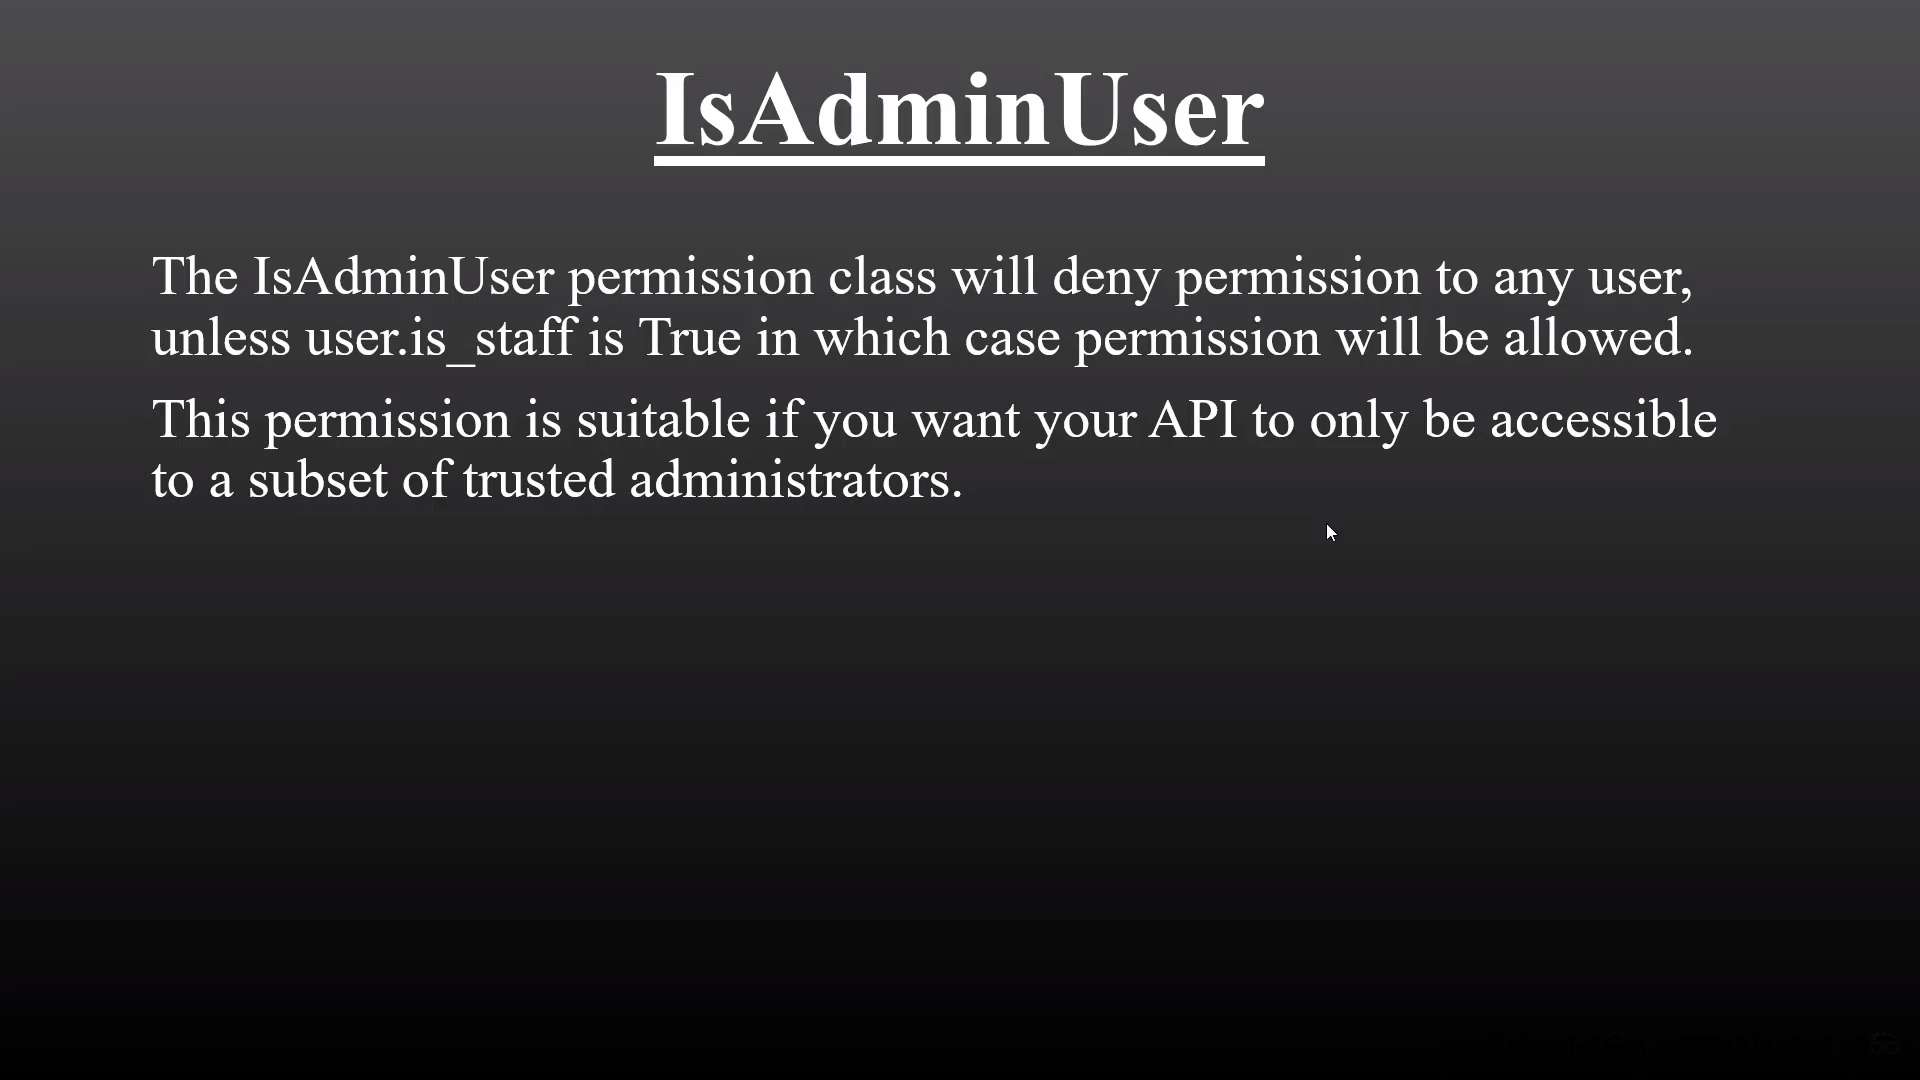 IsAdminUser
The IsAdminUser permission class will deny permission to any user,
unless user.is_staff is True in which case permission will be allowed.
This permission is suitable if you want your API to only be accessible
to a subset of trusted administrators.